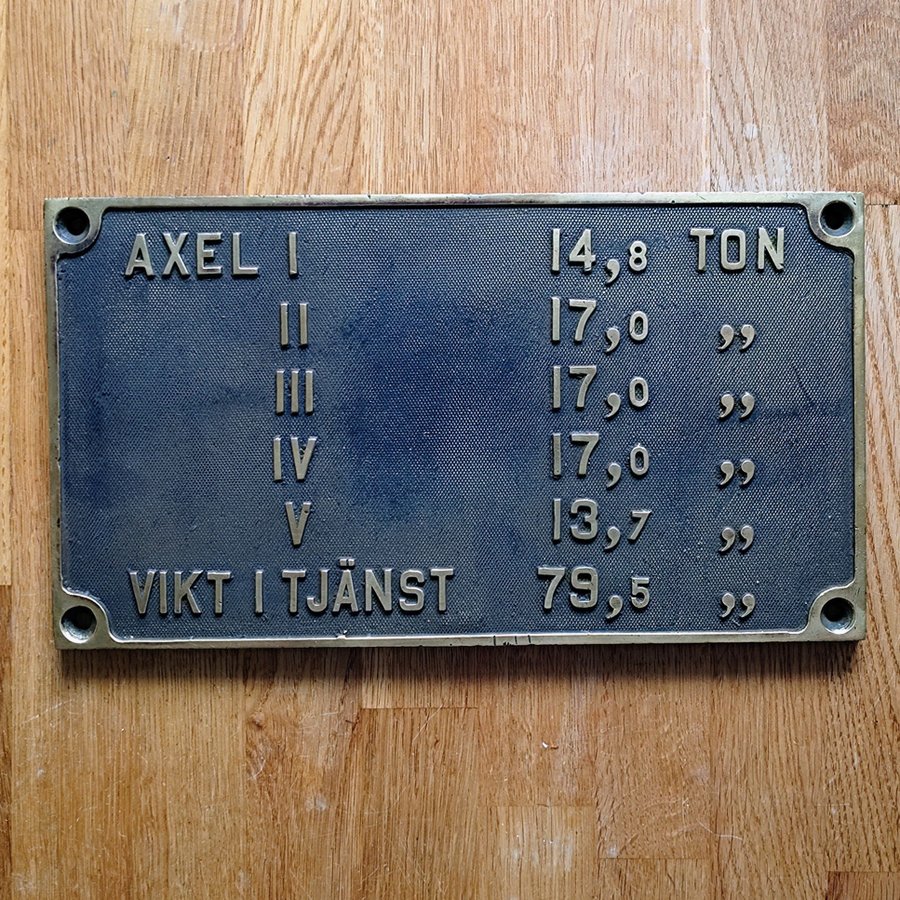 AXEL I 14,8 TON
II 17,0 „
III 17,0 „
IV 17,0 „
V 13,7 „
VIKT I TJÄNST 79,5 „